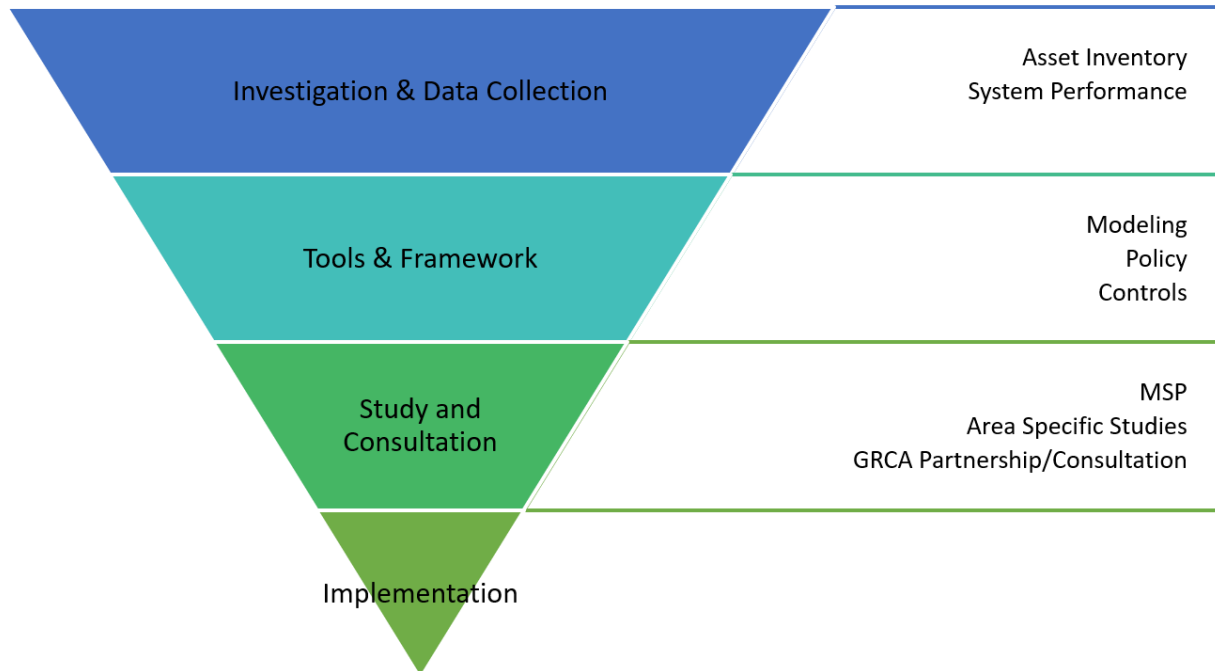 Investigation & Data Collection
Asset Inventory
System Performance
Tools & Framework
Modeling
Policy
Controls
Study and
Consultation
MSP
Area Specific Studies
GRCA Partnership/Consultation
Implementation